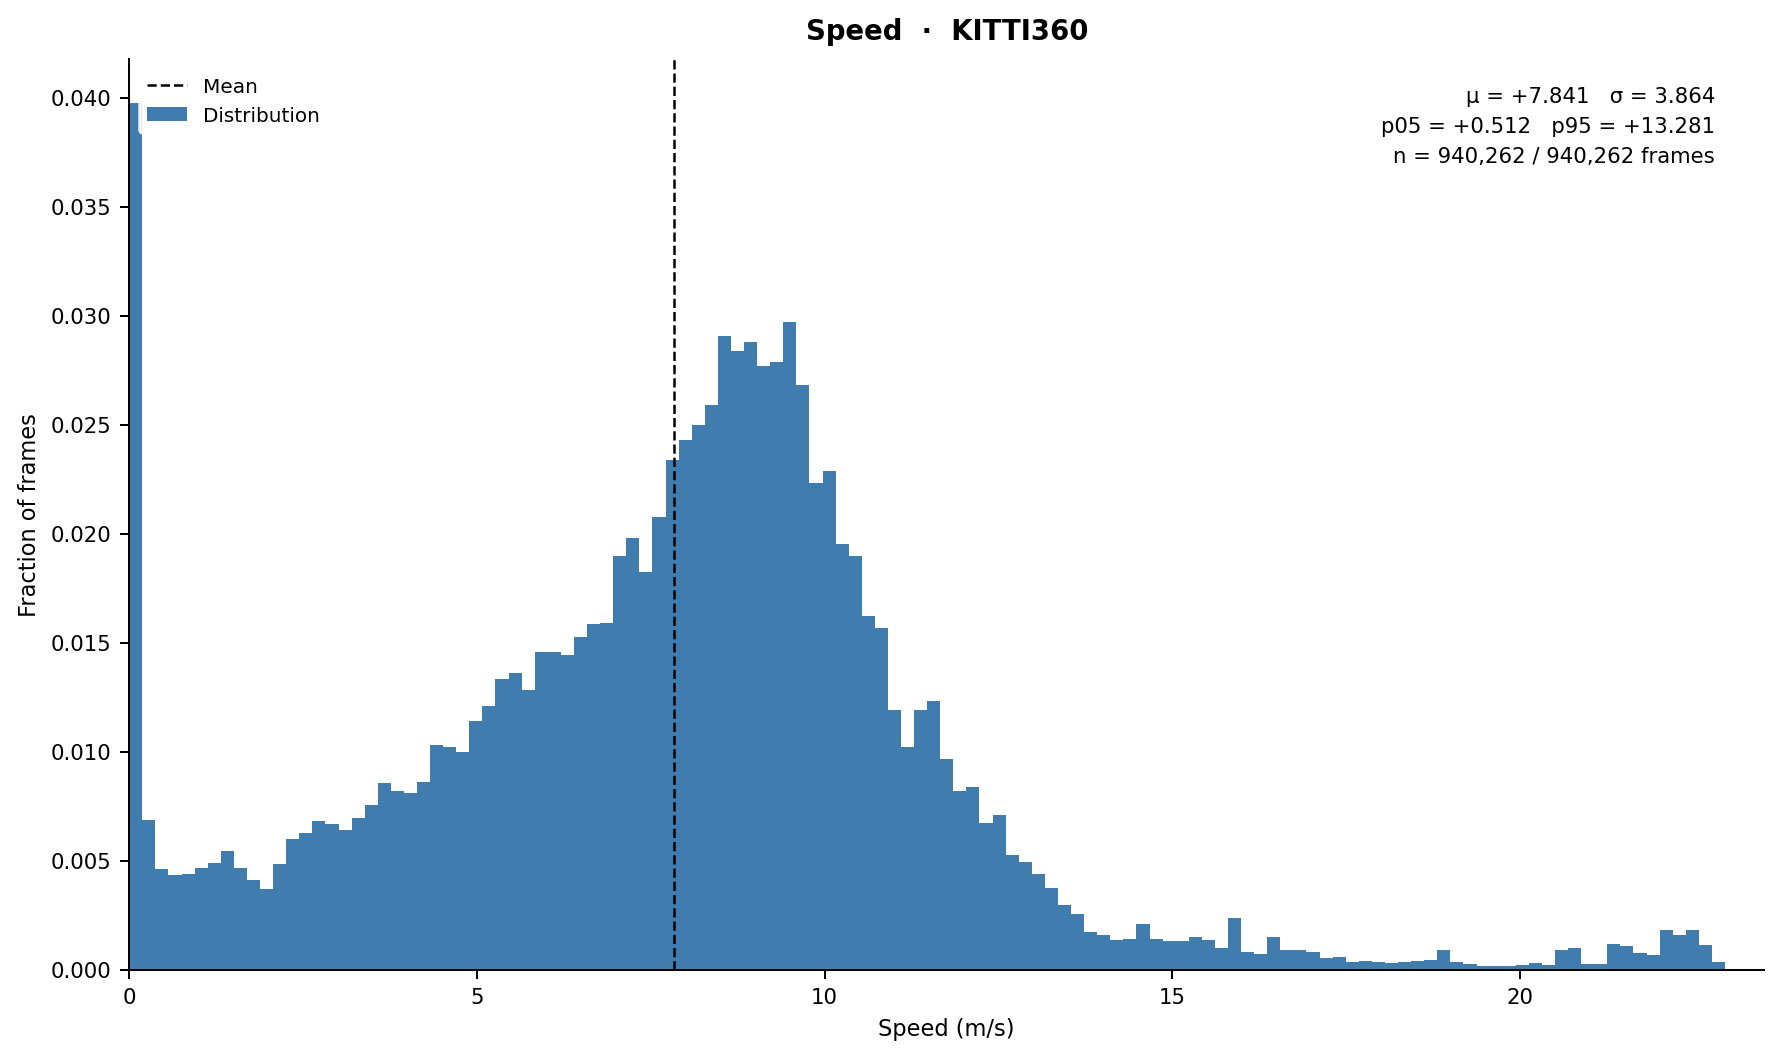 Speed · KITTI360
Mean
Distribution
μ = +7.841 σ = 3.864
p05 = +0.512 p95 = +13.281
n = 940,262 / 940,262 frames
0.040
0.035
0.030
0.025
0.020
0.015
0.010
0.005
0.000
Fraction of frames
0 5 10 15 20
Speed (m/s)